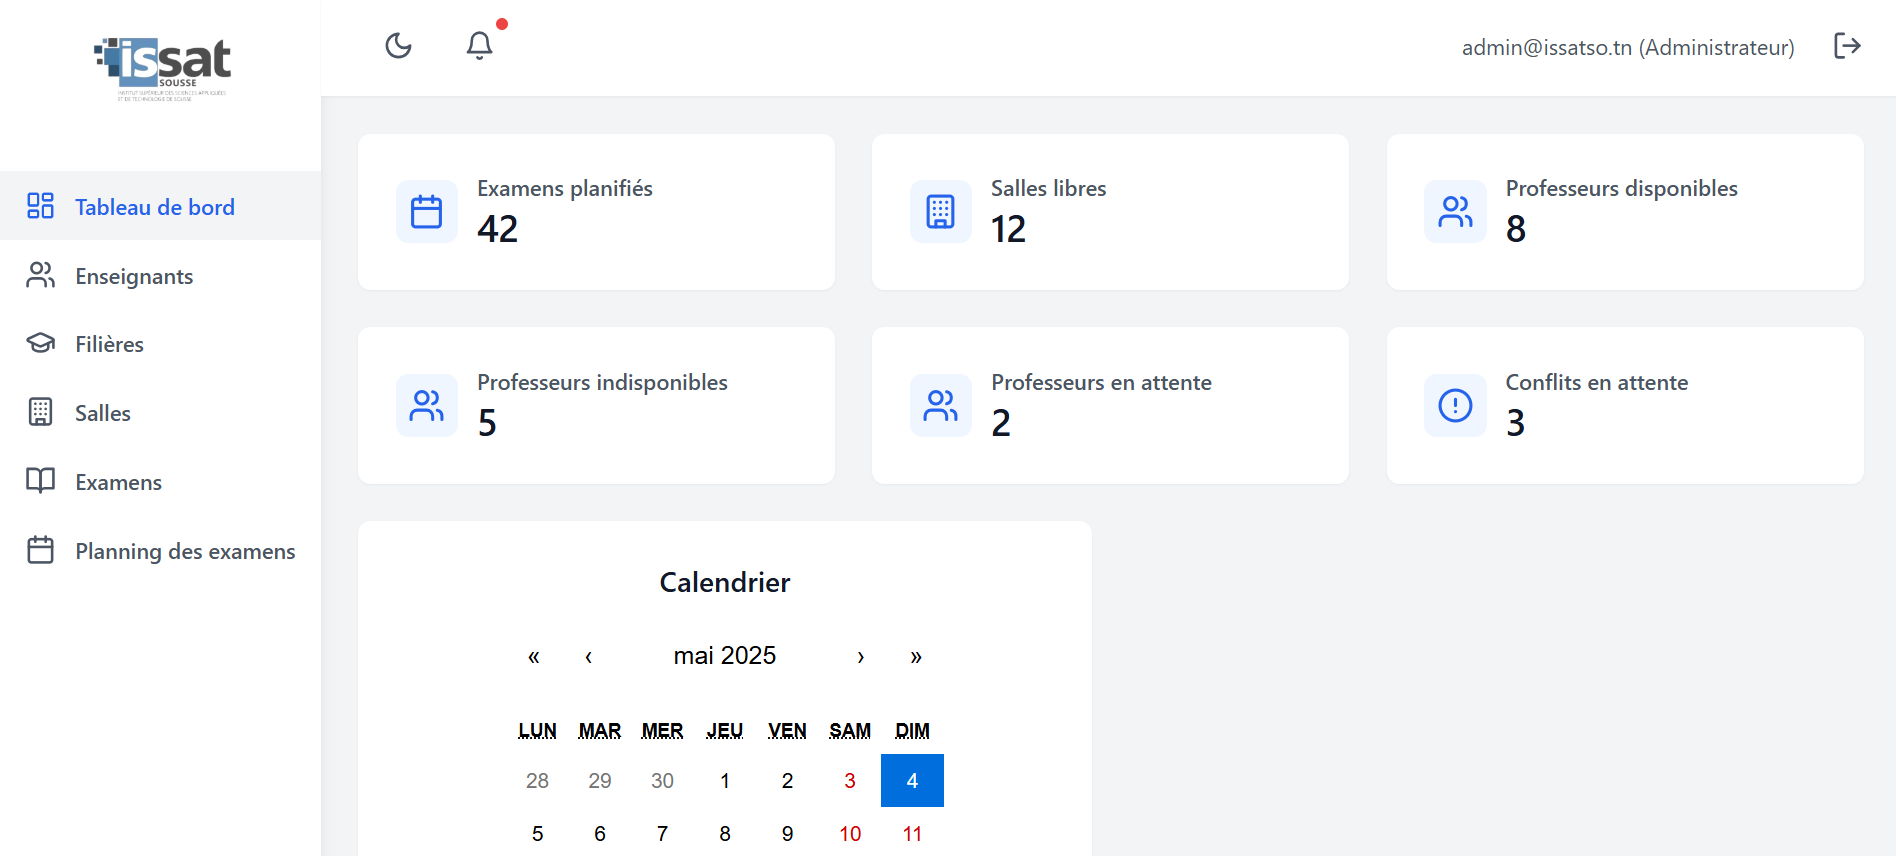 issat
SOUSSE
INSTITUT SUPÉRIEUR DES SCIENCES APPLIQUÉES
ET DE TECHNOLOGIE DE SOUSSE
admin@issatso.tn (Administrateur)
Tableau de bord
Enseignants
Filières
Salles
Examens
Planning des examens
Examens planifiés
42
Salles libres
12
Professeurs disponibles
8
Professeurs indisponibles
5
Professeurs en attente
2
Conflits en attente
3
Calendrier
« ‹ mai 2025 › »
LUN MAR MER JEU VEN SAM DIM
28 29 30 1 2 3 4
5 6 7 8 9 10 11